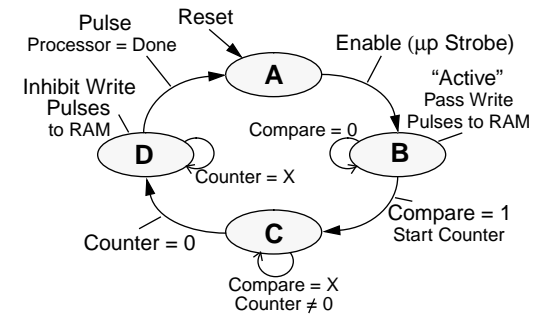 Pulse
Processor = Done
Reset
A
Enable (μp Strobe)
Inhibit Write
Pulses
to RAM
"Active"
Pass Write
Pulses to RAM
Compare = 0
D
B
Counter = X
Compare = 1
Start Counter
Counter = 0
C
Compare = X
Counter ≠ 0